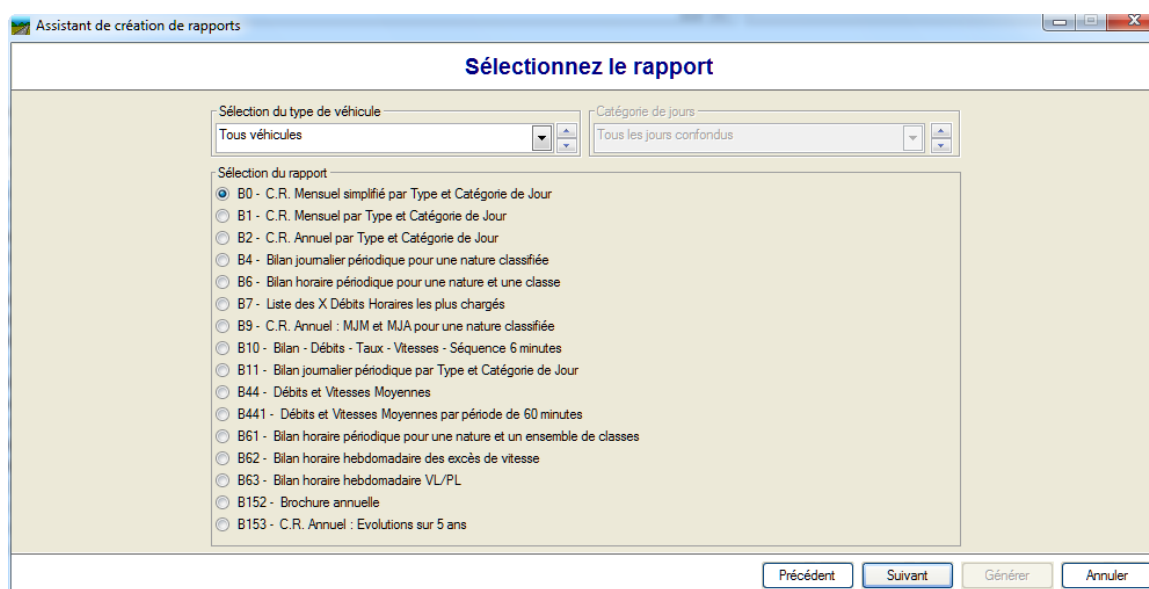 Assistant de création de rapports
Sélectionnez le rapport
Sélection du type de véhicule
Catégorie de jours
Tous véhicules
Tous les jours confondus
Sélection du rapport
B0 - C.R. Mensuel simplifié par Type et Catégorie de Jour
B1 - C.R. Mensuel par Type et Catégorie de Jour
B2 - C.R. Annuel par Type et Catégorie de Jour
B4 - Bilan journalier périodique pour une nature classifiée
B6 - Bilan horaire périodique pour une nature et une classe
B7 - Liste des X Débits Horaires les plus chargés
B9 - C.R. Annuel : MJM et MJA pour une nature classifiée
B10 - Bilan - Débits - Taux - Vitesses - Séquence 6 minutes
B11 - Bilan journalier périodique par Type et Catégorie de Jour
B44 - Débits et Vitesses Moyennes
B441 - Débits et Vitesses Moyennes par période de 60 minutes
B61 - Bilan horaire périodique pour une nature et un ensemble de classes
B62 - Bilan horaire hebdomadaire des excès de vitesse
B63 - Bilan horaire hebdomadaire VL/PL
B152 - Brochure annuelle
B153 - C.R. Annuel : Evolutions sur 5 ans
Précédent
Suivant
Générer
Annuler